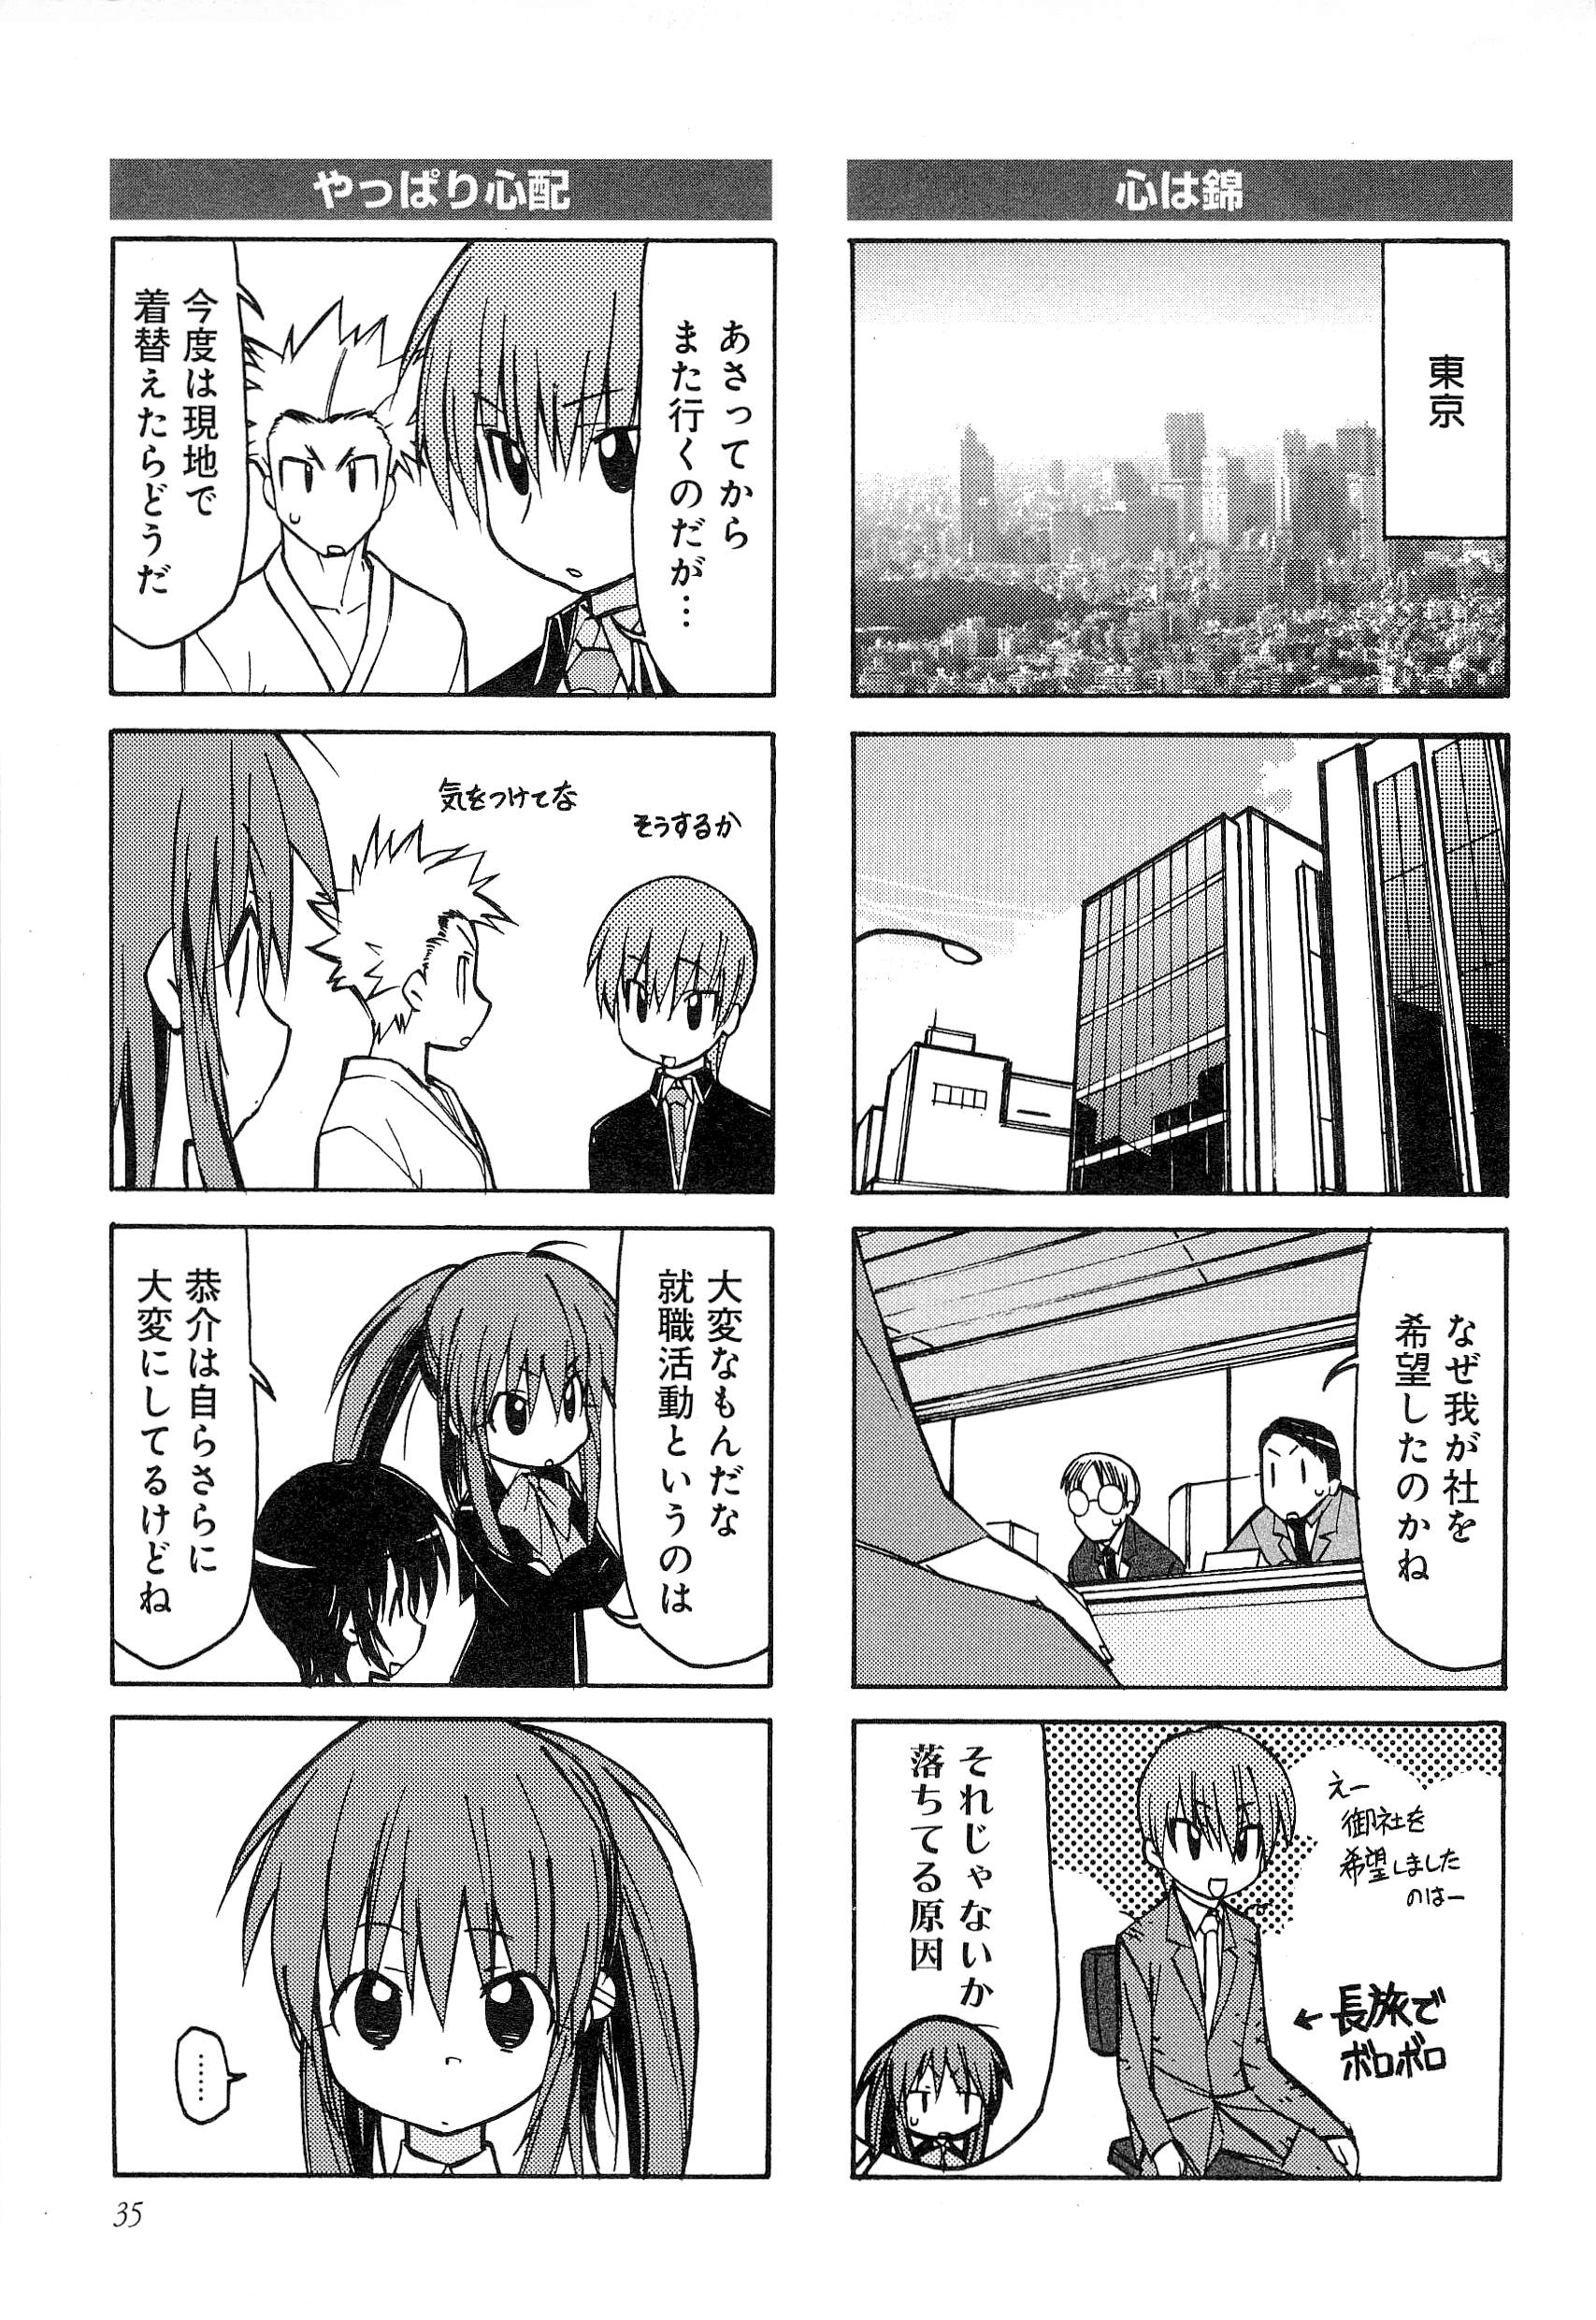 心は錦
東京
なぜ我が社を
希望したのかね
えー
御社を
希望しました
のはー
←長旅で
ボロボロ
それじゃないか
落ちてる原因
やっぱり心配
あさってから
また行くのだが…
今度は現地で
着替えたらどうだ
そうするか
気をつけてな
大変なもんだな
就職活動というのは
恭介は自らさらに
大変にしてるけどね
……
35